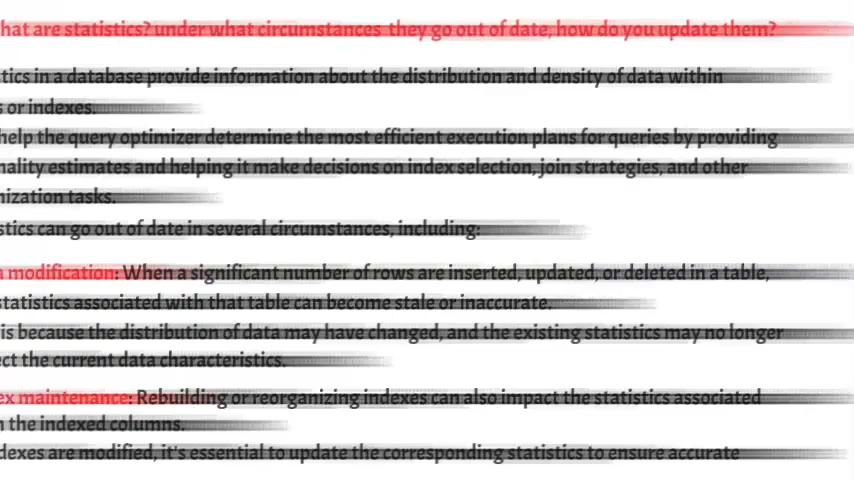 hat are statistics? under what circumstances they go out of date, how do you update them?
tics in a database provide information about the distribution and density of data within
s or indexes.
help the query optimizer determine the most efficient execution plans for queries by providing
nality estimates and helping it make decisions on index selection, join strategies, and other
nization tasks.
stics can go out of date in several circumstances, including:
a modification: When a significant number of rows are inserted, updated, or deleted in a table,
statistics associated with that table can become stale or inaccurate.
is because the distribution of data may have changed, and the existing statistics may no longer
ect the current data characteristics.
ex maintenance: Rebuilding or reorganizing indexes can also impact the statistics associated
h the indexed columns.
dexes are modified, it's essential to update the corresponding statistics to ensure accurate